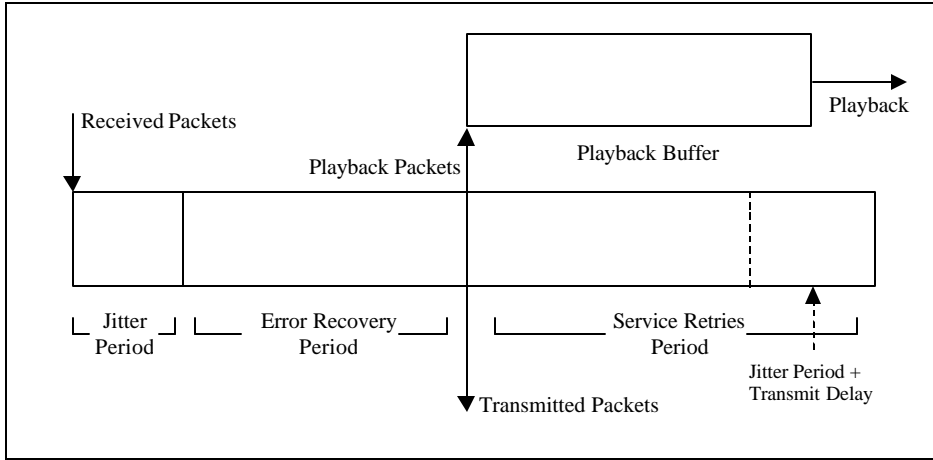 Playback
Received Packets
Playback Packets
Playback Buffer
Jitter
Period
Error Recovery
Period
Service Retries
Period
Jitter Period +
Transmit Delay
Transmitted Packets